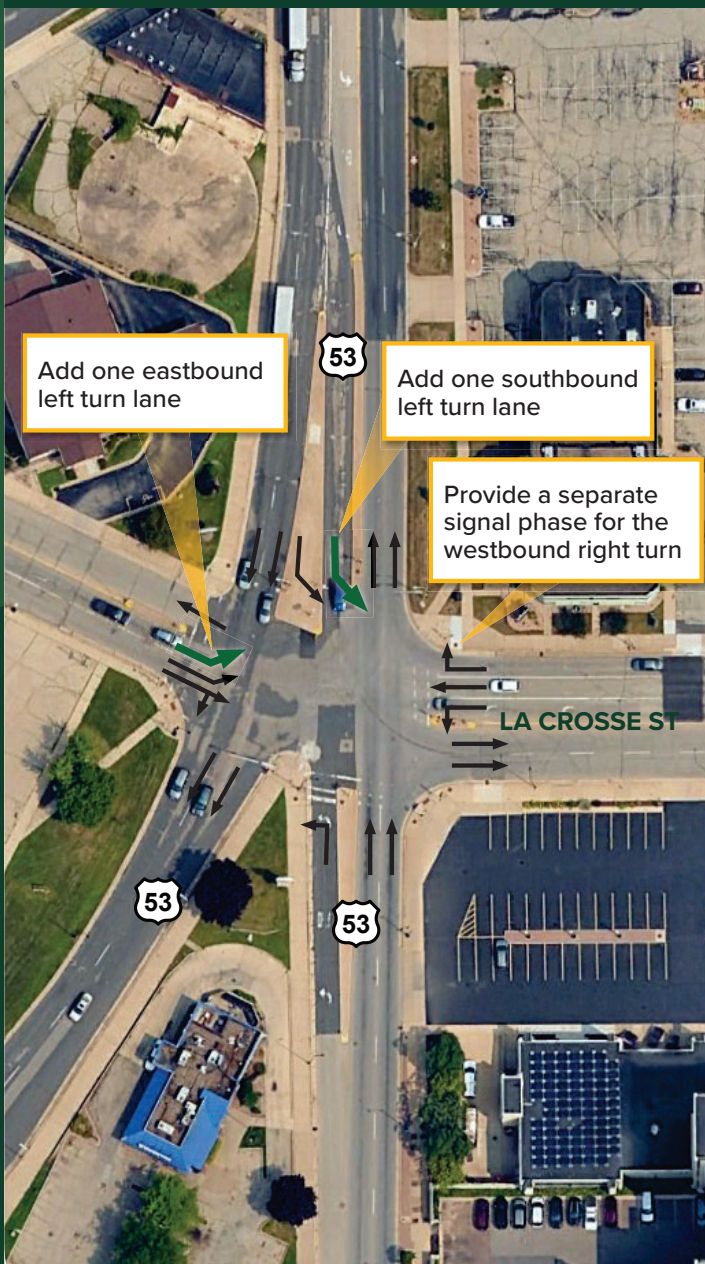 53
Add one eastbound
left turn lane
Add one southbound
left turn lane
Provide a separate
signal phase for the
westbound right turn
LA CROSSE ST
53
53